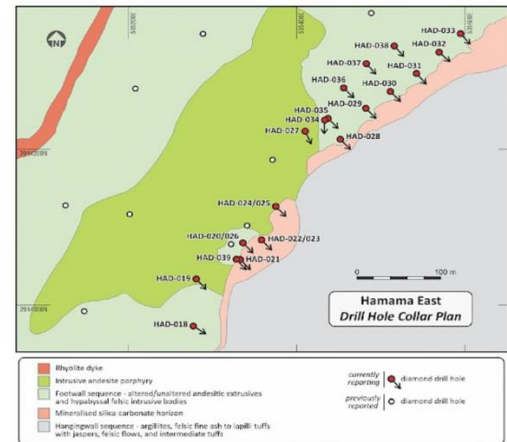 N
HAD-033
HAD-038
HAD-032
HAD-037
HAD-031
HAD-036
HAD-030
HAD-029
HAD-035
HAD-034
HAD-027
HAD-028
HAD-024/025
HAD-020/026
HAD-022/023
HAD-039
HAD-021
HAD-019
HAD-018
100 m
Hamama East
Drill Hole Collar Plan
Rhyolite dyke
Intrusive andesite porphyry
Footwall sequence - altered/unaltered andesitic extrusives
and hypabyssal felsic intrusive bodies
Mineralised silica-carbonate horizon
Hangingwall sequence - argillites, felsic fine ash to lapilli tuffs
with jaspers, felsic flows, and intermediate tuffs
currently
reporting
diamond drill hole
previously
reported
diamond drill hole